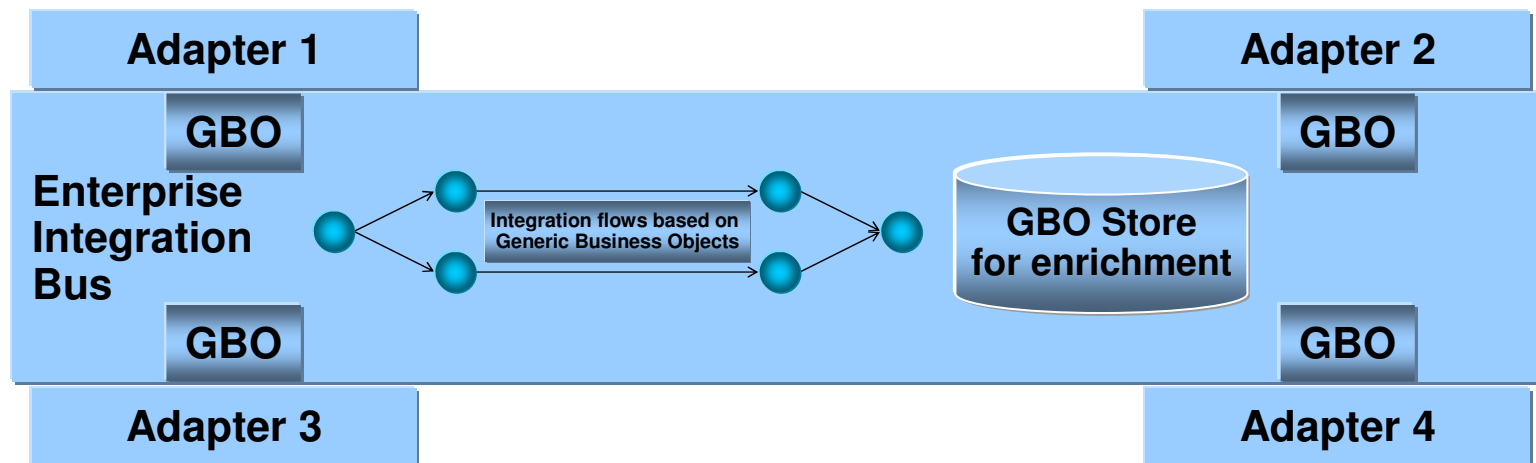 Adapter 1
Adapter 2
GBO
GBO
Enterprise
Integration
Bus
Integration flows based on
Generic Business Objects
GBO Store
for enrichment
GBO
GBO
Adapter 3
Adapter 4